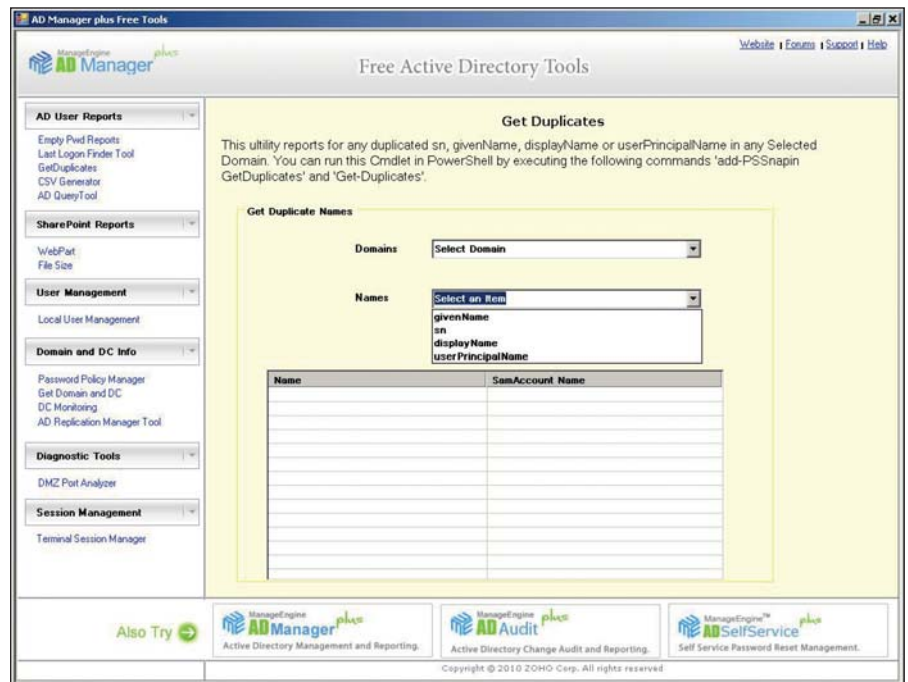 AD Manager plus Free Tools
ManageEngine
AD Manager plus
Free Active Directory Tools
Website | Forums | Support | Help
AD User Reports
Empty Pwd Reports
Last Logon Finder Tool
GetDuplicates
CSV Generator
AD QueryTool
SharePoint Reports
WebPart
File Size
User Management
Local User Management
Domain and DC Info
Password Policy Manager
Get Domain and DC
DC Monitoring
AD Replication Manager Tool
Diagnostic Tools
DMZ Port Analyzer
Session Management
Terminal Session Manager
Get Duplicates
This ultility reports for any duplicated sn, givenName, displayName or userPrincipalName in any Selected
Domain. You can run this Cmdlet in PowerShell by executing the following commands 'add-PSSnapin
GetDuplicates' and 'Get-Duplicates'.
Get Duplicate Names
Domains Select Domain
Names Select an Item
givenName
sn
displayName
userPrincipalName
Name SamAccount Name
Also Try
ManageEngine
ADManager plus
Active Directory Management and Reporting.
ManageEngine
ADAudit plus
Active Directory Change Audit and Reporting.
ManageEngine™
ADSelfService plus
Self Service Password Reset Management.
Copyright @ 2010 ZOHO Corp. All rights reserved